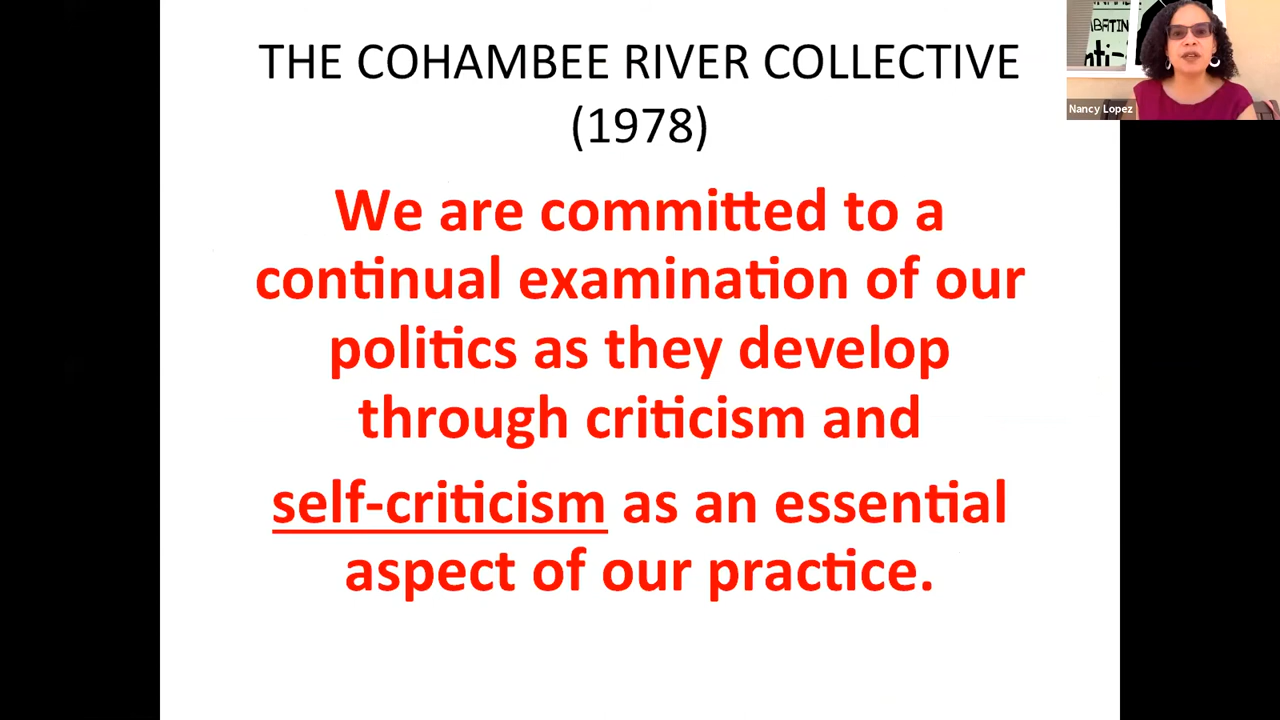 THE COHAMBEE RIVER COLLECTIVE
(1978)
We are committed to a
continual examination of our
politics as they develop
through criticism and
self-criticism as an essential
aspect of our practice.
Nancy Lopez